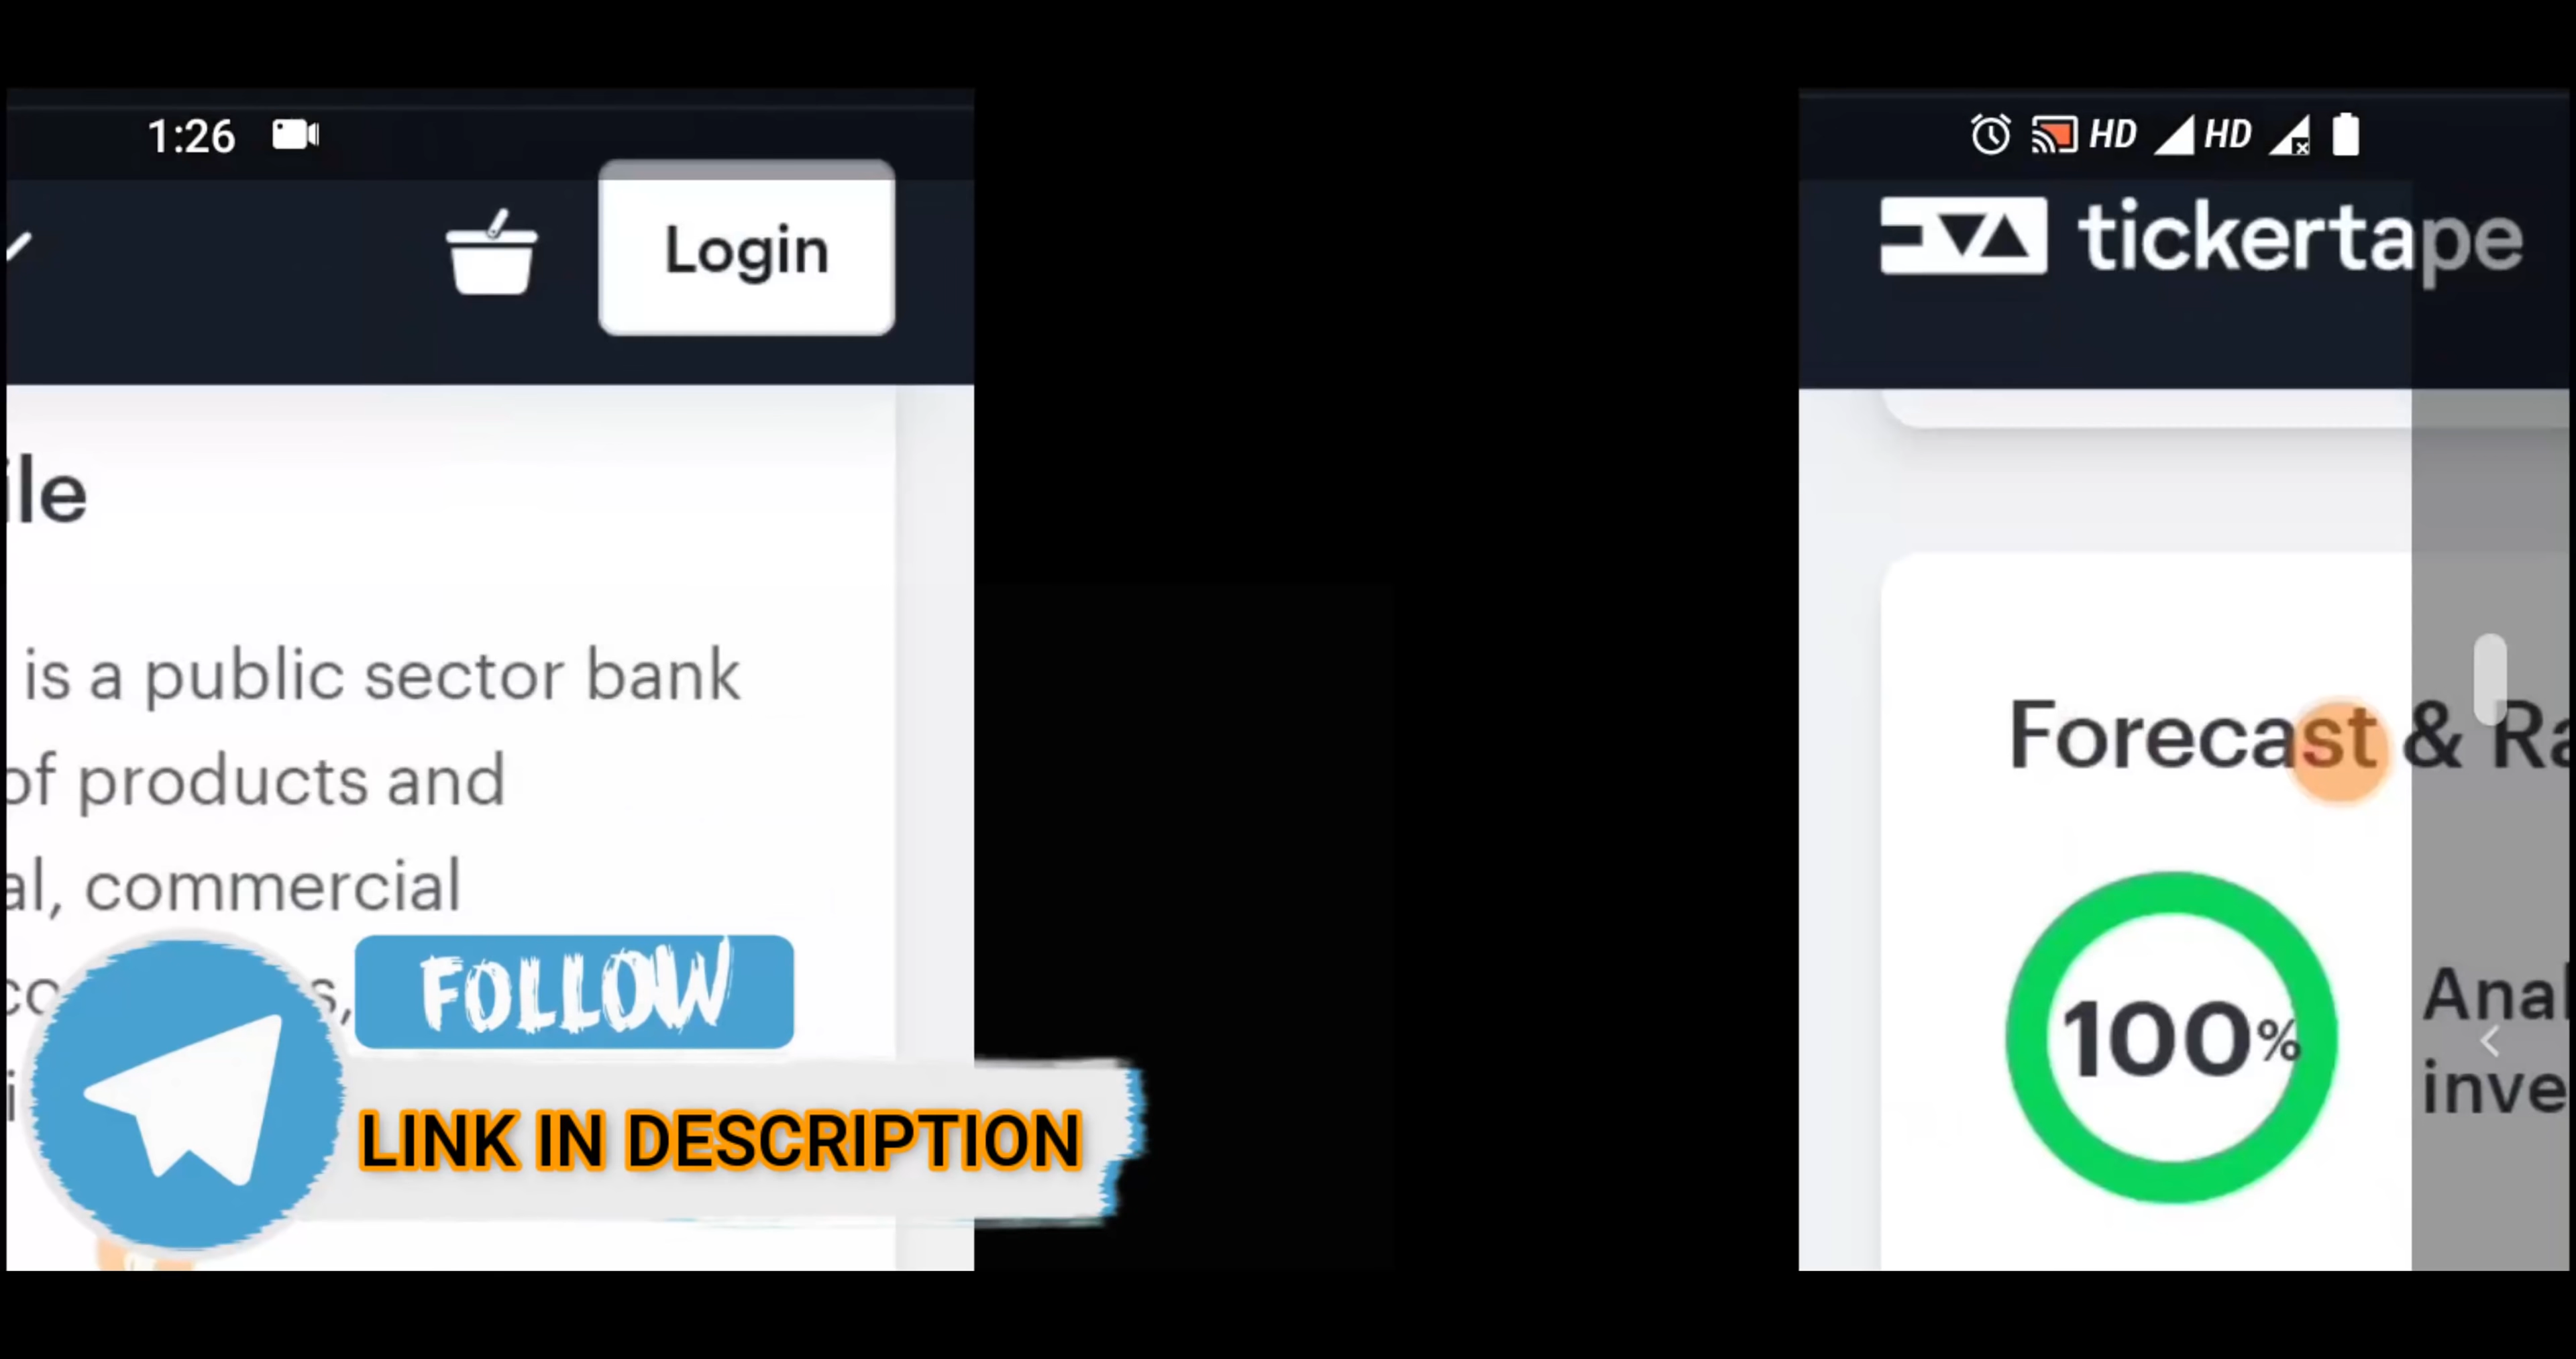 1:26
Login
ile
is a public sector bank
of products and
al, commercial
FOLLOW
LINK IN DESCRIPTION
HD HD
tickertape
Forecast & Ra
100%
Anal
inve